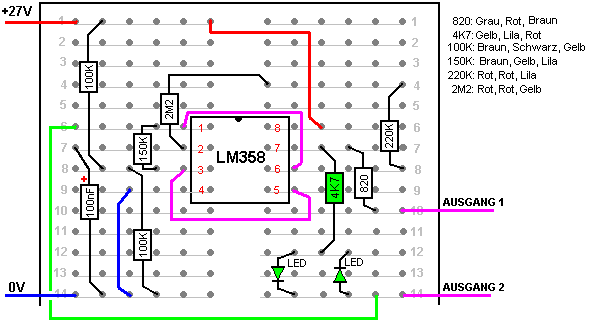 +27V
820: Grau, Rot, Braun
4K7: Gelb, Lila, Rot
100K: Braun, Schwarz, Gelb
150K: Braun, Gelb, Lila
220K: Rot, Rot, Lila
2M2: Rot, Rot, Gelb
1 1
2 2
3 3
100K
4 4
2M2
5 5
6 1 8 6
220K
150K
7 2 LM358 7 7
8 3 6 8
+
4K7
820
9 4 5 9
100nF
10 10
AUSGANG 1
11 11
100K
12 12
LED
LED
13 13
0V
14 14
AUSGANG 2